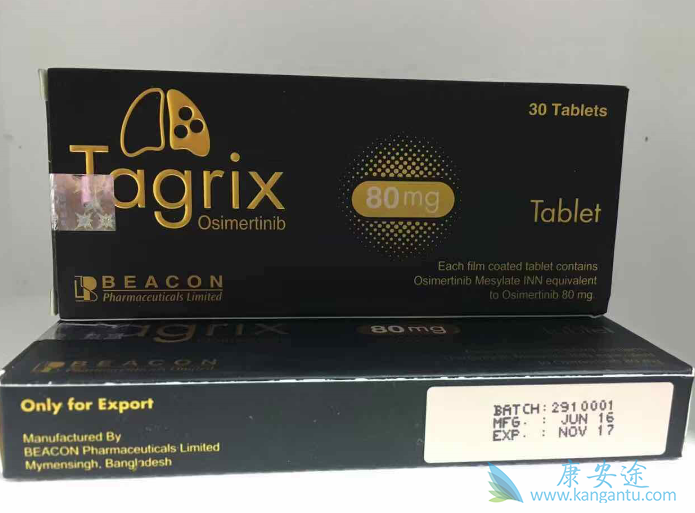 30 Tablets
Tagrix
Osimertinib
80mg
Tablet
Each film coated tablet contains
Osimertinib Mesylate INN equivalent
to Osimertinib 80 mg.
BEACON
Pharmaceuticals Limited
Tagrix
80mg
Tablet
BEACON
Only for Export
Manufactured By
BEACON Pharmaceuticals Limited
Mymensingh, Bangladesh
BATCH:2910001
MFG. : JUN 16
EXP. : NOV 17
康安途
www.kangantu.com